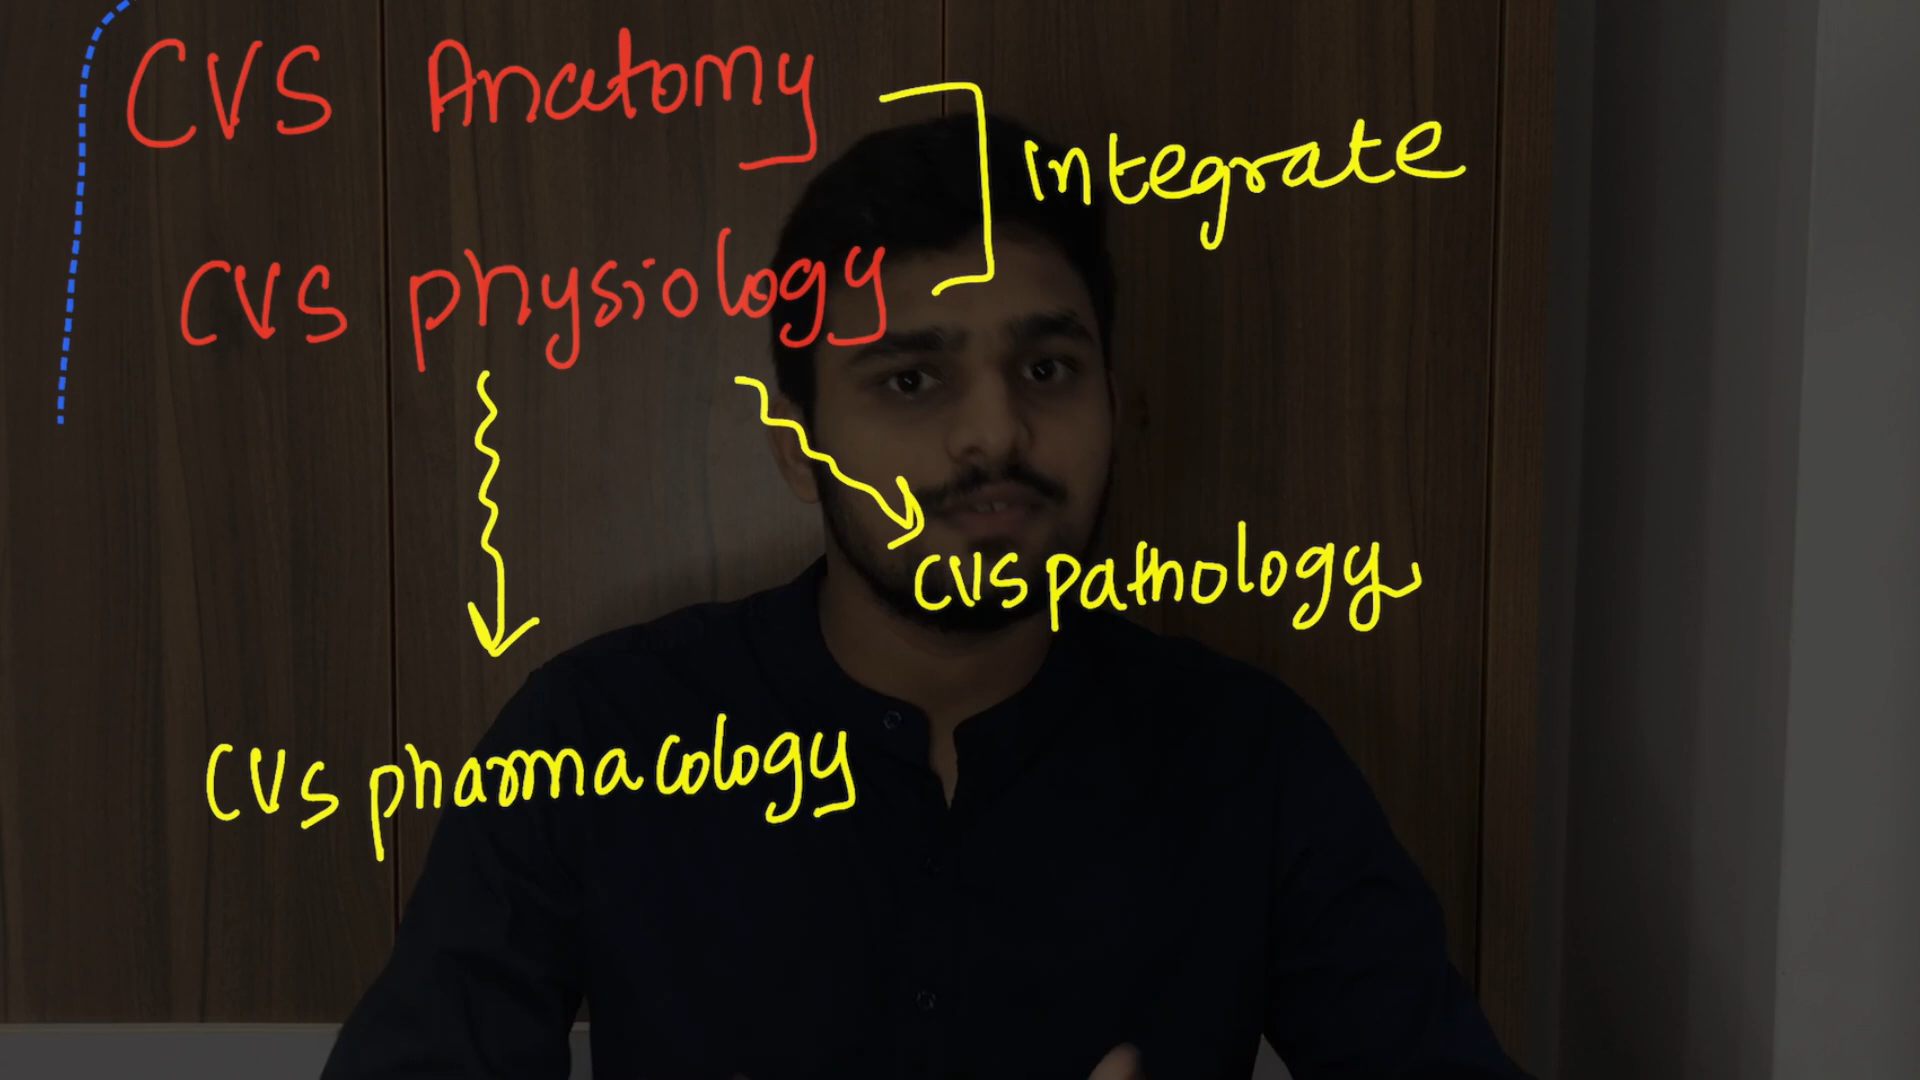 CVS Anatomy
Integrate
CVS physiology
CVS pathology
CVS pharmacology